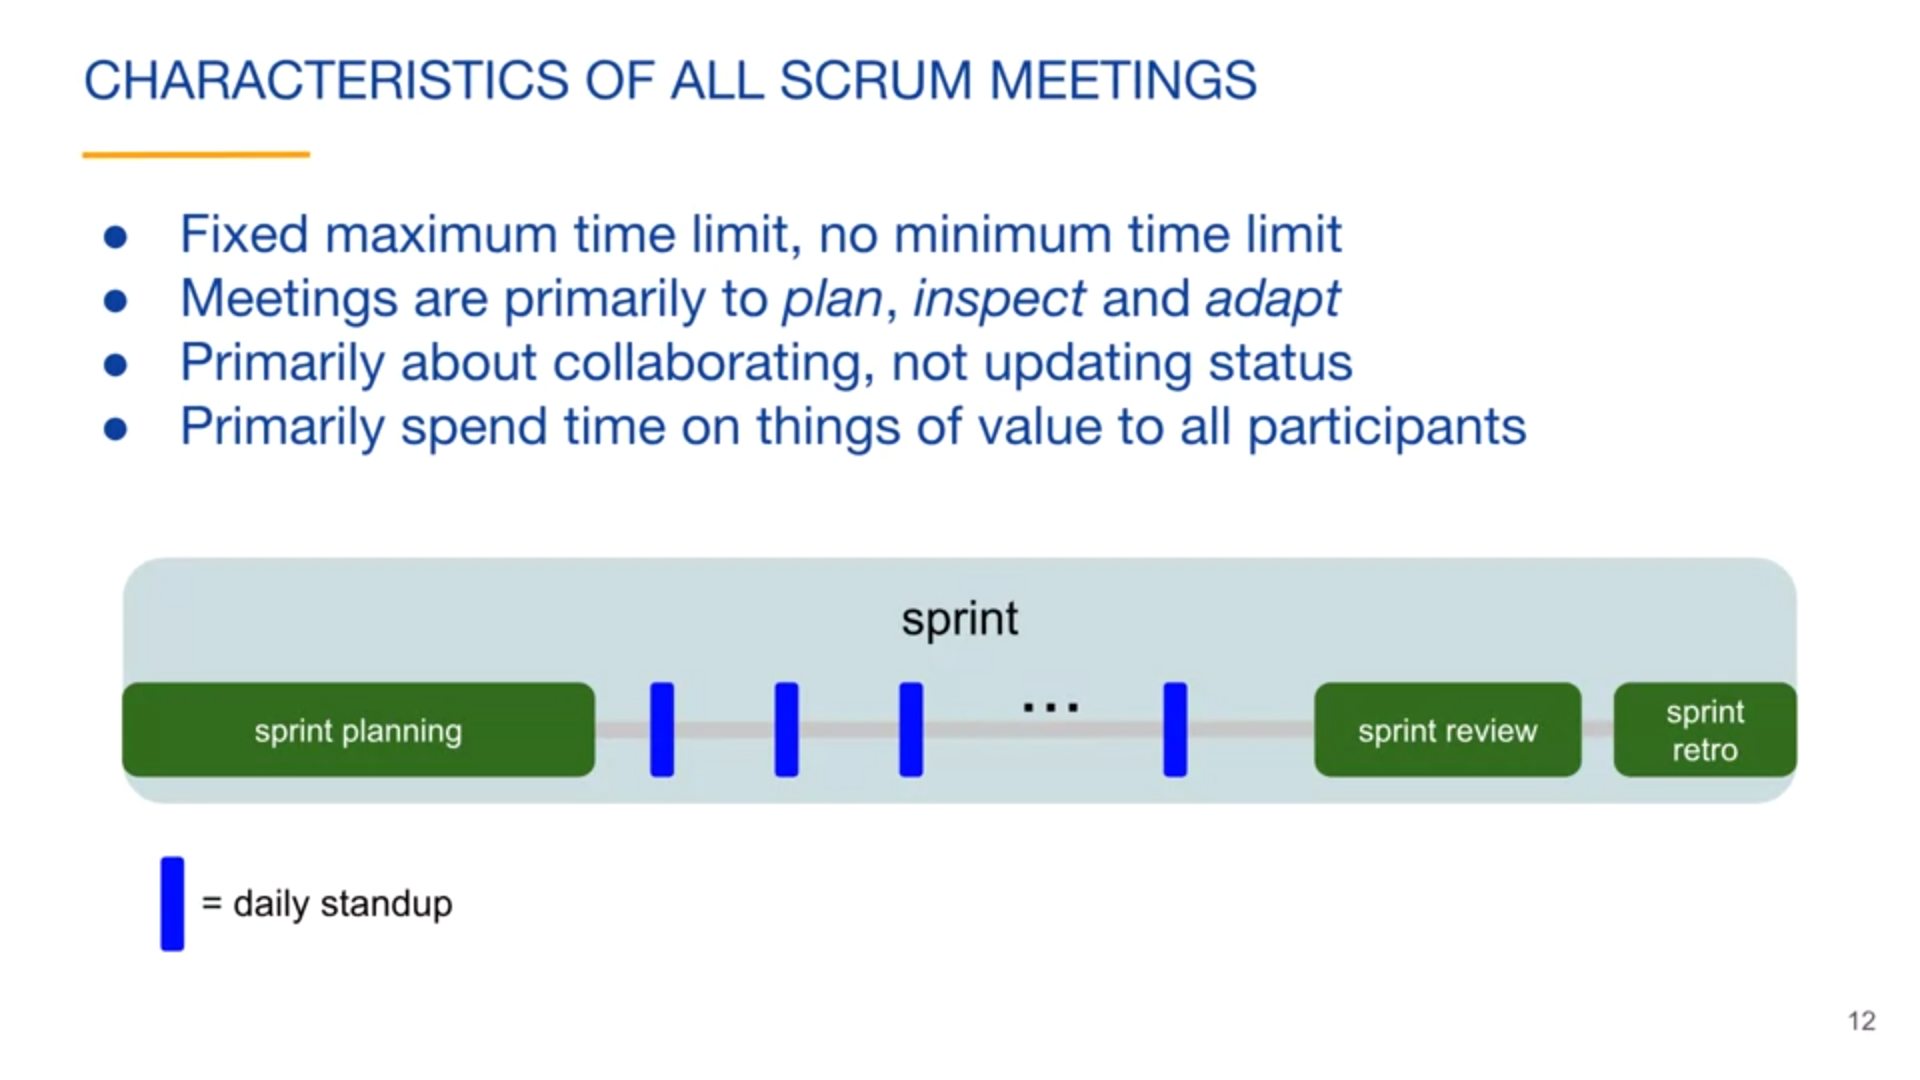 CHARACTERISTICS OF ALL SCRUM MEETINGS
● Fixed maximum time limit, no minimum time limit
● Meetings are primarily to plan, inspect and adapt
● Primarily about collaborating, not updating status
● Primarily spend time on things of value to all participants
sprint
sprint planning
...
sprint review
sprint
retro
= daily standup
12